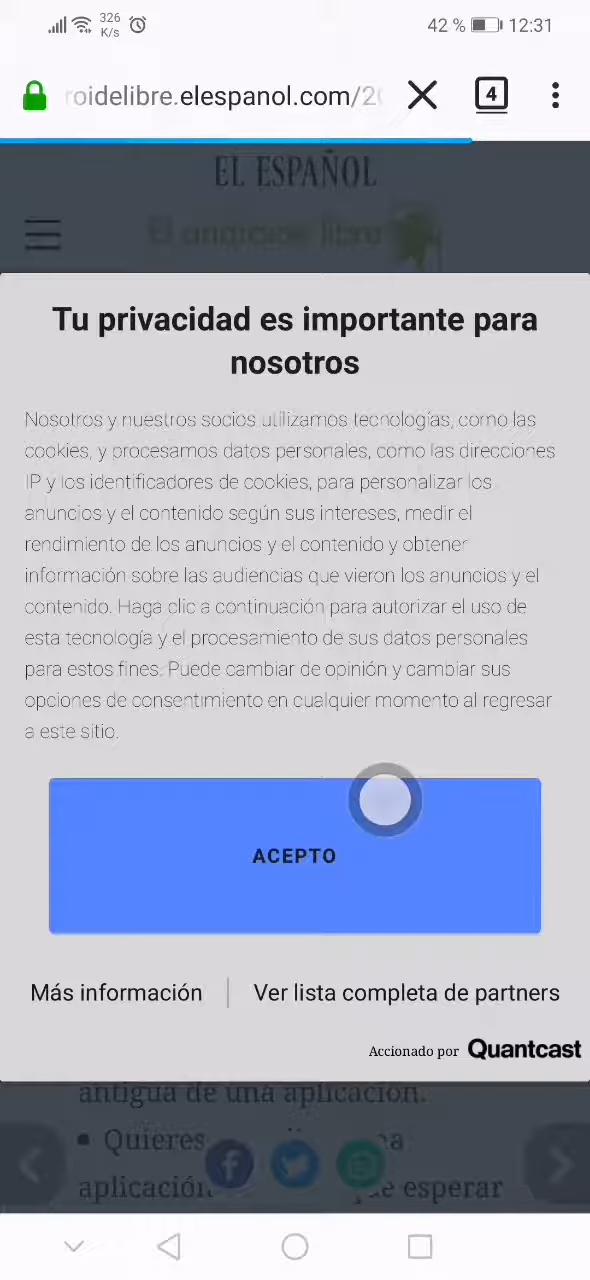 326
K/s
42 % 12:31
roidelibre.elespanol.com/20
4
EL ESPAÑOL
El androide libre
Tu privacidad es importante para
nosotros
Nosotros y nuestros socios utilizamos tecnologías, como las
cookies, y procesamos datos personales, como las direcciones
IP y los identificadores de cookies, para personalizar los
anuncios y el contenido según sus intereses, medir el
rendimiento de los anuncios y el contenido y obtener
información sobre las audiencias que vieron los anuncios y el
contenido. Haga clic a continuación para autorizar el uso de
esta tecnología y el procesamiento de sus datos personales
para estos fines. Puede cambiar de opinión y cambiar sus
opciones de consentimiento en cualquier momento al regresar
a este sitio.
ACEPTO
Más información
Ver lista completa de partners
Accionado por Quantcast
antigua de una aplicación.
• Quieres
aplicación esperar